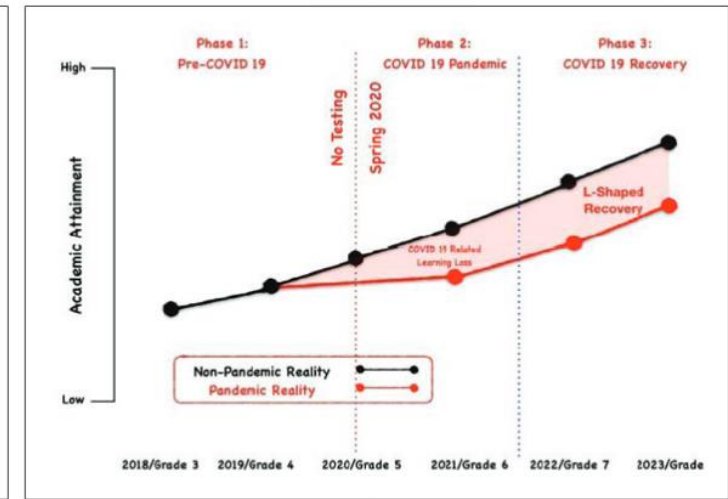 Phase 1:
Pre-COVID 19
Phase 2:
COVID 19 Pandemic
Phase 3:
COVID 19 Recovery
High
No Testing
Spring 2020
Academic Attainment
L-Shaped
Recovery
COVID 19 Related
Learning Loss
Non-Pandemic Reality
Pandemic Reality
Low
2018/Grade 3
2019/Grade 4
2020/Grade 5
2021/Grade 6
2022/Grade 7
2023/Grade